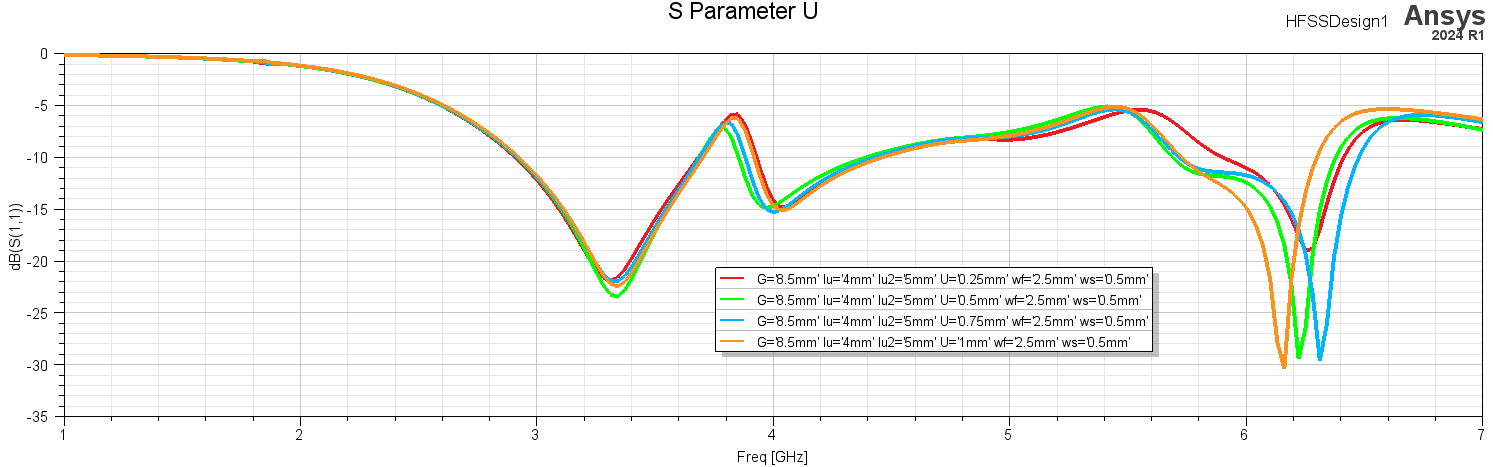 S Parameter U
HFSSDesign1
Ansys
2024 R1
0
-5
-10
-15
-20
-25
-30
-35
dB(S(1,1))
G='8.5mm' lu='4mm' lu2='5mm' U='0.25mm' wf='2.5mm' ws='0.5mm'
G='8.5mm' lu='4mm' lu2='5mm' U='0.5mm' wf='2.5mm' ws='0.5mm'
G='8.5mm' lu='4mm' lu2='5mm' U='0.75mm' wf='2.5mm' ws='0.5mm'
G='8.5mm' lu='4mm' lu2='5mm' U='1mm' wf='2.5mm' ws='0.5mm'
1 2 3 4 5 6 7
Freq [GHz]